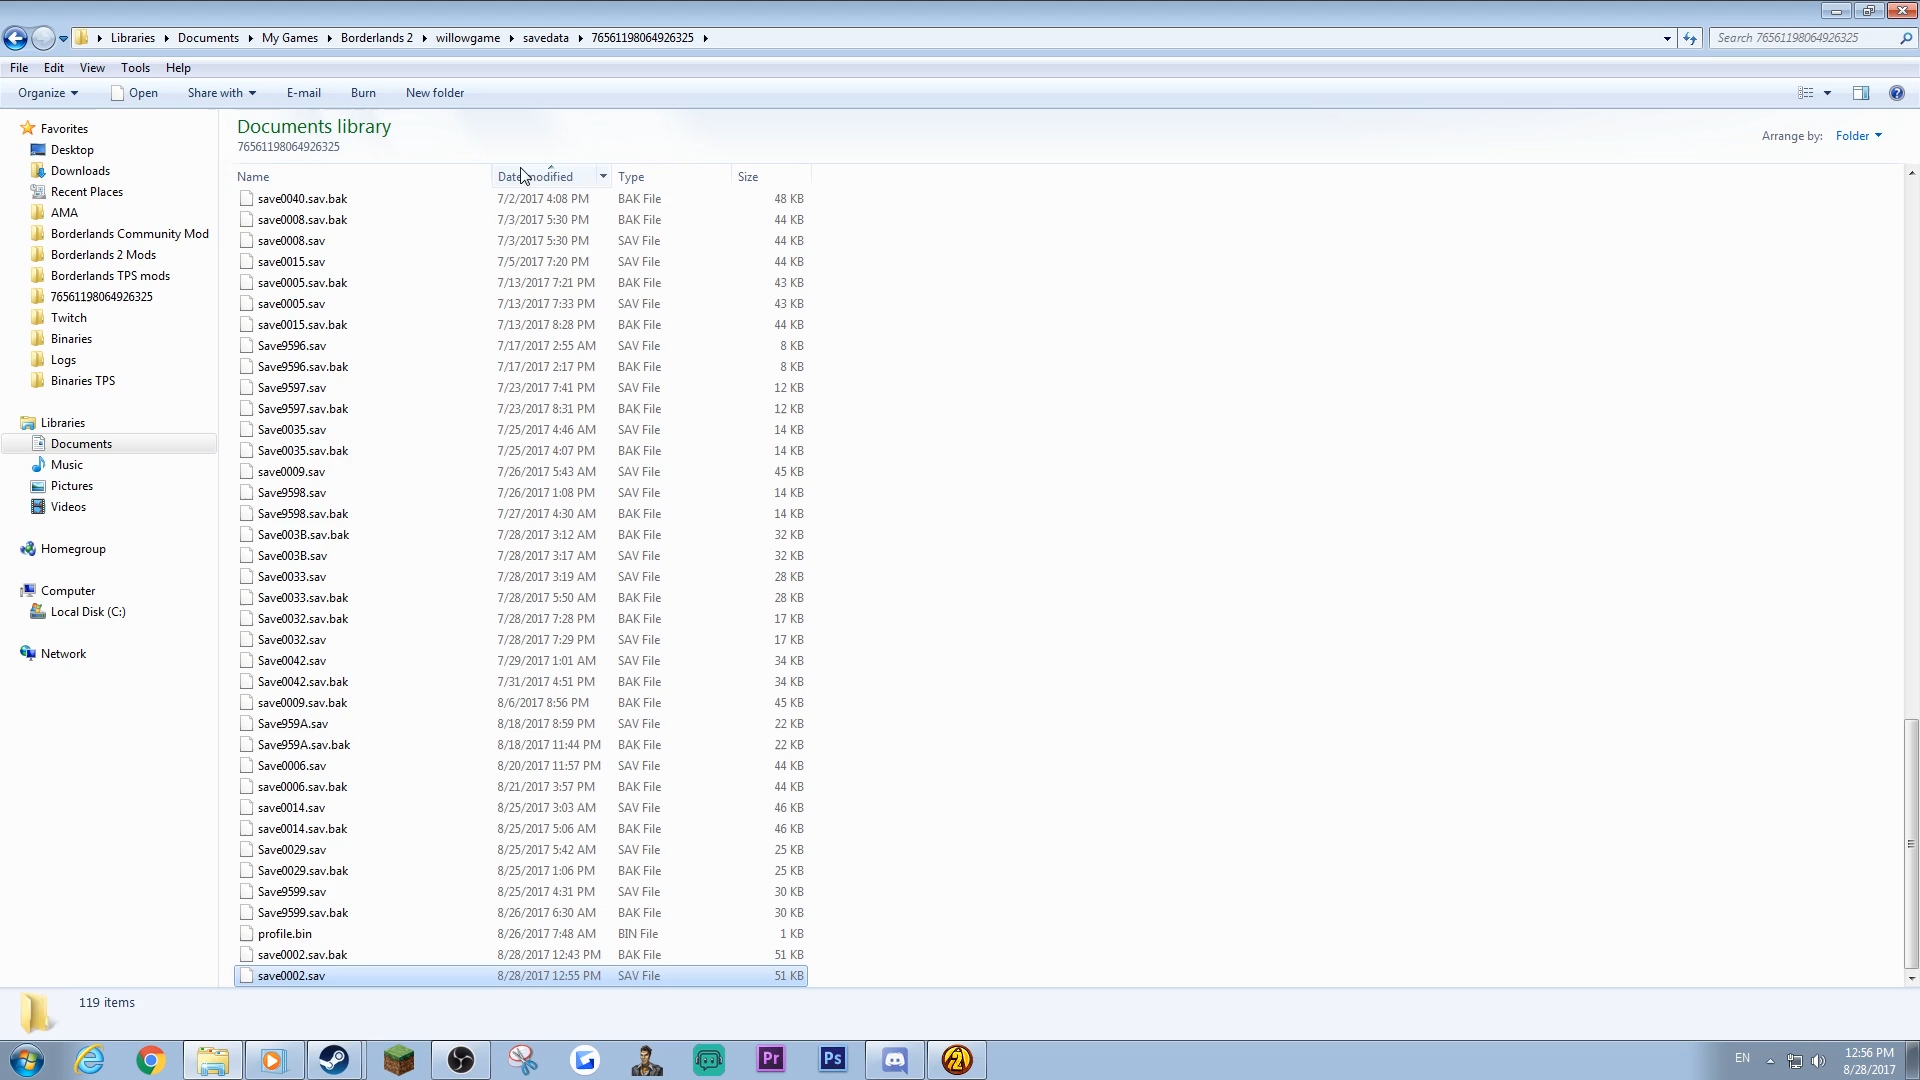 Libraries Documents My Games Borderlands 2 willowgame savedata 76561198064926325
Search 76561198064926325
File Edit View Tools Help
Organize Open Share with E-mail Burn New folder
Favorites
Desktop
Downloads
Recent Places
AMA
Borderlands Community Mod
Borderlands 2 Mods
Borderlands TPS mods
76561198064926325
Twitch
Binaries
Logs
Binaries TPS
Libraries
Documents
Music
Pictures
Videos
Homegroup
Computer
Local Disk (C:)
Network
Documents library
76561198064926325
Arrange by: Folder
Name Date modified Type Size
save0040.sav.bak 7/2/2017 4:08 PM BAK File 48 KB
save0008.sav.bak 7/3/2017 5:30 PM BAK File 44 KB
save0008.sav 7/3/2017 5:30 PM SAV File 44 KB
save0015.sav 7/5/2017 7:20 PM SAV File 44 KB
save0005.sav.bak 7/13/2017 7:21 PM BAK File 43 KB
save0005.sav 7/13/2017 7:33 PM SAV File 43 KB
save0015.sav.bak 7/13/2017 8:28 PM BAK File 44 KB
Save9596.sav 7/17/2017 2:55 AM SAV File 8 KB
Save9596.sav.bak 7/17/2017 2:17 PM BAK File 8 KB
Save9597.sav 7/23/2017 7:41 PM SAV File 12 KB
Save9597.sav.bak 7/23/2017 8:31 PM BAK File 12 KB
Save0035.sav 7/25/2017 4:46 AM SAV File 14 KB
Save0035.sav.bak 7/25/2017 4:07 PM BAK File 14 KB
save0009.sav 7/26/2017 5:43 AM SAV File 45 KB
Save9598.sav 7/26/2017 1:08 PM SAV File 14 KB
Save9598.sav.bak 7/27/2017 4:30 AM BAK File 14 KB
Save003B.sav.bak 7/28/2017 3:12 AM BAK File 32 KB
Save003B.sav 7/28/2017 3:17 AM SAV File 32 KB
Save0033.sav 7/28/2017 3:19 AM SAV File 28 KB
Save0033.sav.bak 7/28/2017 5:50 AM BAK File 28 KB
Save0032.sav.bak 7/28/2017 7:28 PM BAK File 17 KB
Save0032.sav 7/28/2017 7:29 PM SAV File 17 KB
Save0042.sav 7/29/2017 1:01 AM SAV File 34 KB
Save0042.sav.bak 7/31/2017 4:51 PM BAK File 34 KB
save0009.sav.bak 8/6/2017 8:56 PM BAK File 45 KB
Save959A.sav 8/18/2017 8:59 PM SAV File 22 KB
Save959A.sav.bak 8/18/2017 11:44 PM BAK File 22 KB
Save0006.sav 8/20/2017 11:57 PM SAV File 44 KB
save0006.sav.bak 8/21/2017 3:57 PM BAK File 44 KB
save0014.sav 8/25/2017 3:03 AM SAV File 46 KB
save0014.sav.bak 8/25/2017 5:06 AM BAK File 46 KB
Save0029.sav 8/25/2017 5:42 AM SAV File 25 KB
Save0029.sav.bak 8/25/2017 1:06 PM BAK File 25 KB
Save9599.sav 8/25/2017 4:31 PM SAV File 30 KB
Save9599.sav.bak 8/26/2017 6:30 AM BAK File 30 KB
profile.bin 8/26/2017 7:48 AM BIN File 1 KB
save0002.sav.bak 8/28/2017 12:43 PM BAK File 51 KB
save0002.sav 8/28/2017 12:55 PM SAV File 51 KB
119 items
Pr Ps EN 12:56 PM
8/28/2017